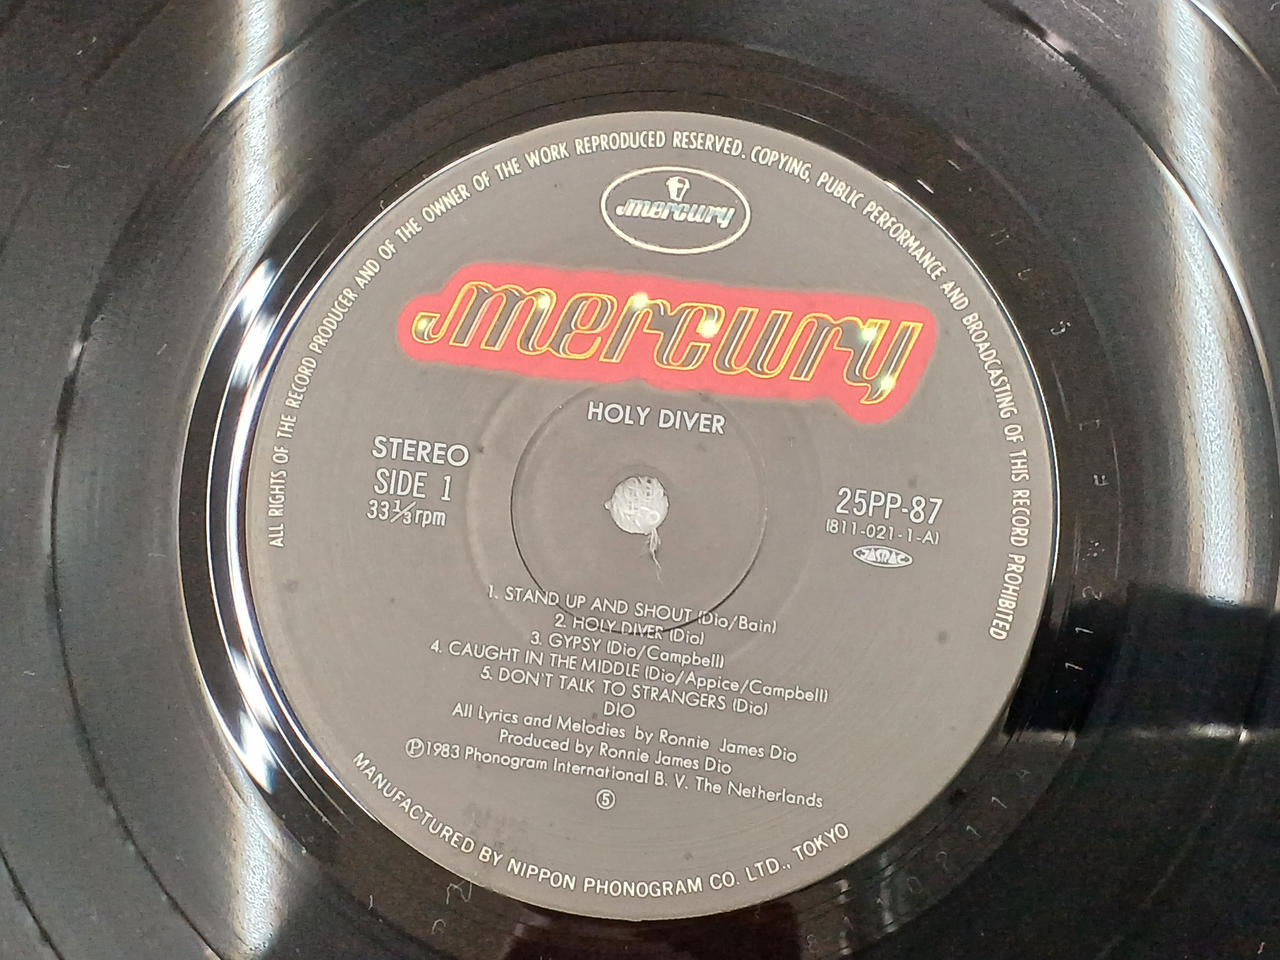 ALL RIGHTS OF THE RECORD PRODUCER AND OF THE OWNER OF THE WORK REPRODUCED RESERVED. COPYING, PUBLIC PERFORMANCE AND BROADCASTING OF THIS RECORD PROHIBITED
mercury
mercury
HOLY DIVER
STEREO
SIDE 1
33⅓rpm
25PP-87
(811-021-1-A)
JASRAC
1. STAND UP AND SHOUT (Dio/Bain)
2. HOLY DIVER (Dio)
3. GYPSY (Dio/Campbell)
4. CAUGHT IN THE MIDDLE (Dio/Appice/Campbell)
5. DON'T TALK TO STRANGERS (Dio)
DIO
All Lyrics and Melodies by Ronnie James Dio
Produced by Ronnie James Dio
℗1983 Phonogram International B. V. The Netherlands
⑤
MANUFACTURED BY NIPPON PHONOGRAM CO. LTD., TOKYO